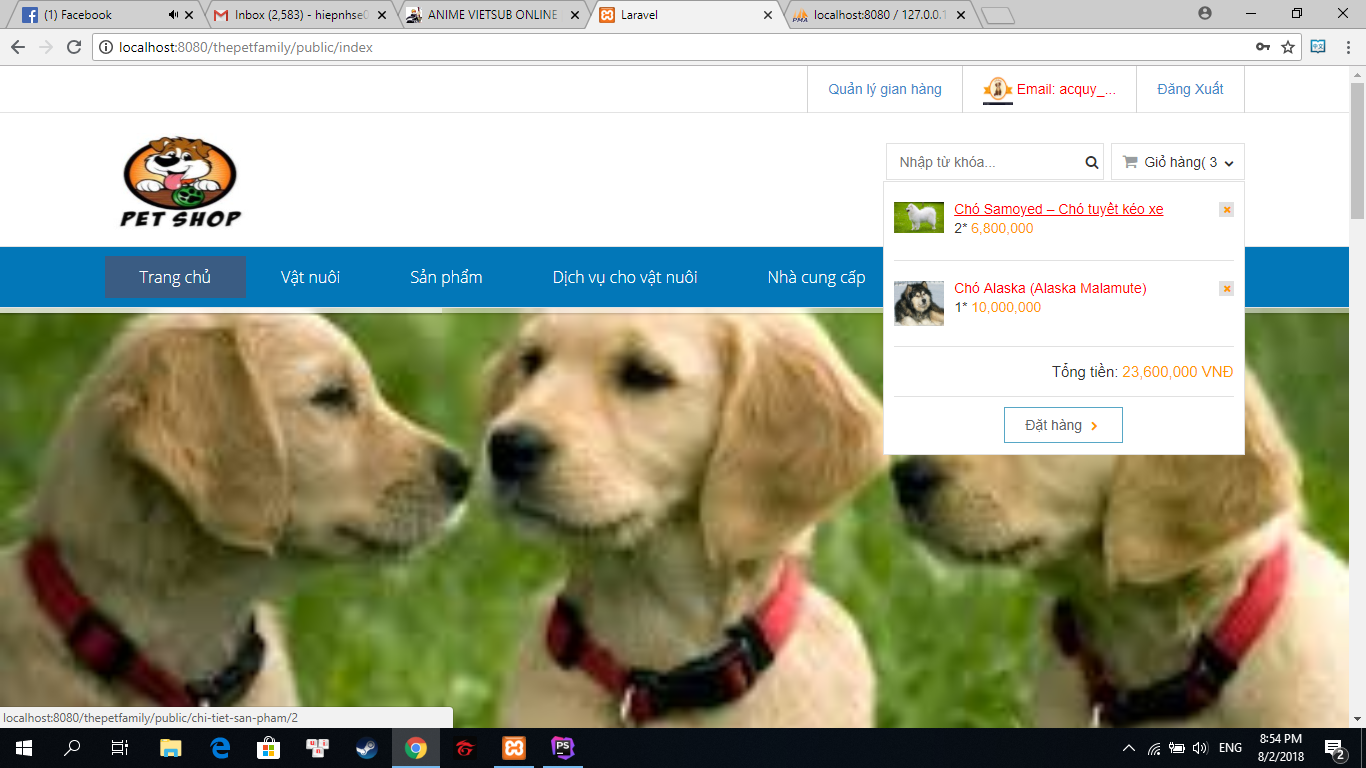 (1) Facebook
Inbox (2,583) - hiepnhse0
ANIME VIETSUB ONLINE
Laravel
localhost:8080 / 127.0.0.1
localhost:8080/thepetfamily/public/index
Quản lý gian hàng
Email: acquy_...
Đăng Xuất
PET SHOP
Nhập từ khóa...
Giỏ hàng( 3
Chó Samoyed – Chó tuyết kéo xe
2* 6,800,000
Trang chủ
Vật nuôi
Sản phẩm
Dịch vụ cho vật nuôi
Nhà cung cấp
Chó Alaska (Alaska Malamute)
1* 10,000,000
Tổng tiền: 23,600,000 VNĐ
Đặt hàng
localhost:8080/thepetfamily/public/chi-tiet-san-pham/2
ENG
8:54 PM
8/2/2018
2